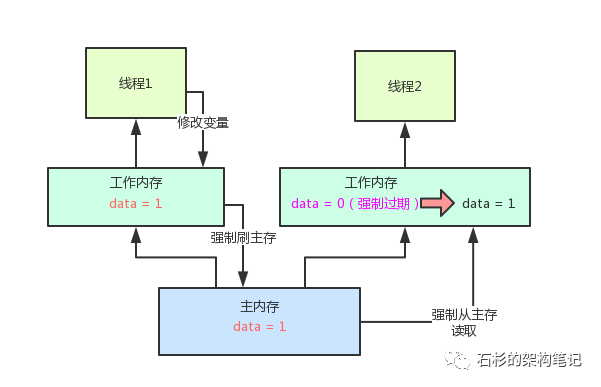 线程1
线程2
修改变量
工作内存
data = 1
工作内存
data = 0（强制过期）
data = 1
强制刷主存
主内存
data = 1
强制从主存
读取
石杉的架构笔记